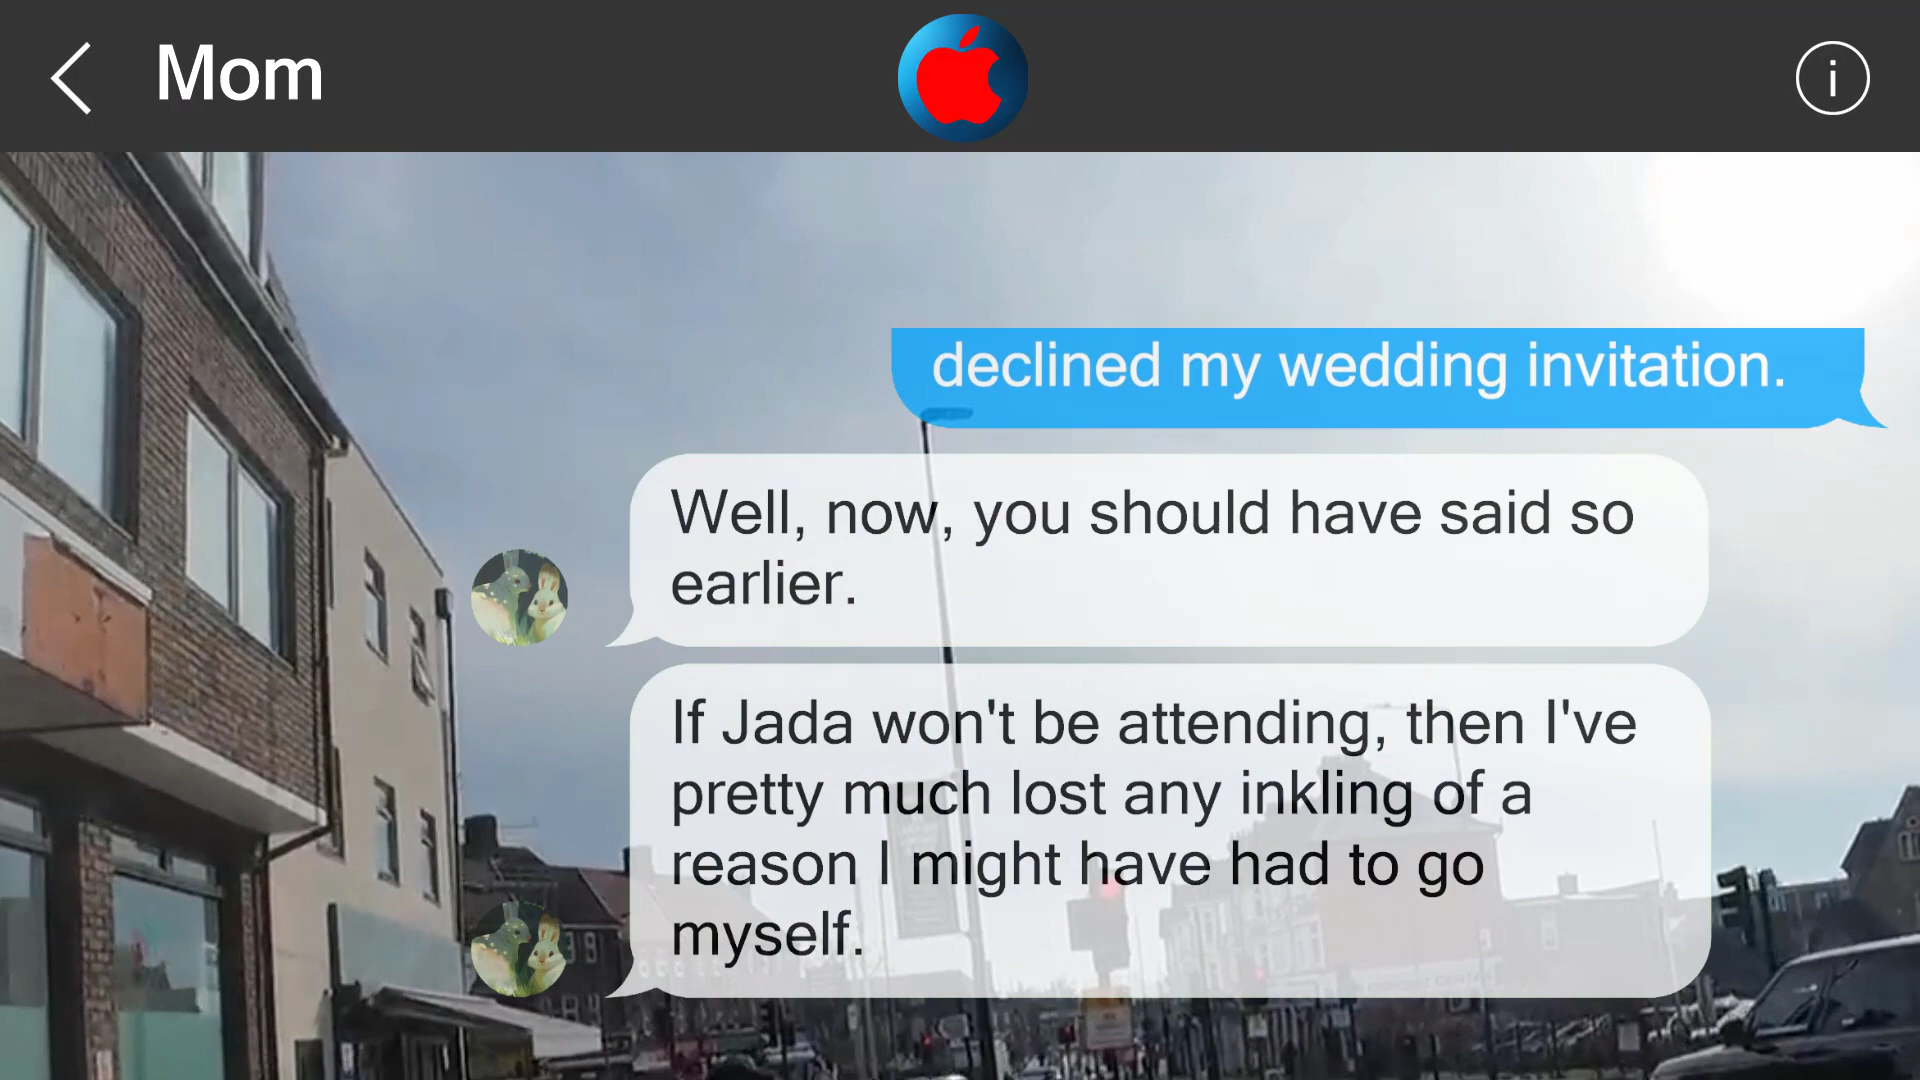 Mom
declined my wedding invitation.
Well, now, you should have said so
earlier.
If Jada won't be attending, then I've
pretty much lost any inkling of a
reason I might have had to go
myself.